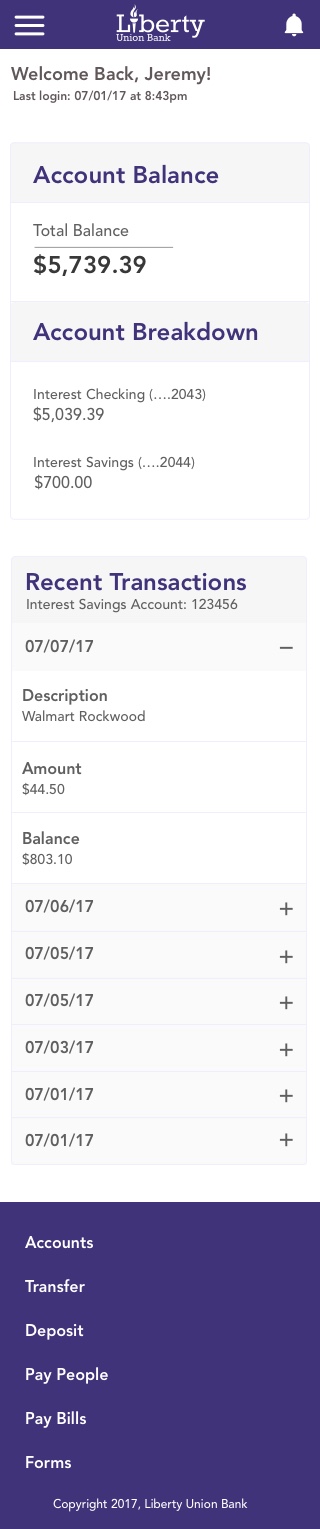 Liberty
Union Bank
Welcome Back, Jeremy!
Last login: 07/01/17 at 8:43pm
Account Balance
Total Balance
$5,739.39
Account Breakdown
Interest Checking (....2043)
$5,039.39
Interest Savings (....2044)
$700.00
Recent Transactions
Interest Savings Account: 123456
07/07/17
Description
Walmart Rockwood
Amount
$44.50
Balance
$803.10
07/06/17
07/05/17
07/05/17
07/03/17
07/01/17
07/01/17
Accounts
Transfer
Deposit
Pay People
Pay Bills
Forms
Copyright 2017, Liberty Union Bank